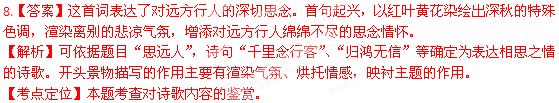 8.【答案】这首词表达了对远方行人的深切思念。首句起兴，以红叶黄花染绘出深秋的特殊
色调，渲染离别的悲凉气氛，增添对远方行人绵绵不尽的思念情怀。
【解析】可依据题目“思远人”，诗句“千里念行客”、“归鸿无信”等确定为表达相思之情
的诗歌。开头景物描写的作用主要有渲染气氛、烘托情感，映衬主题的作用。
【考点定位】本题考查对诗歌内容的鉴赏。